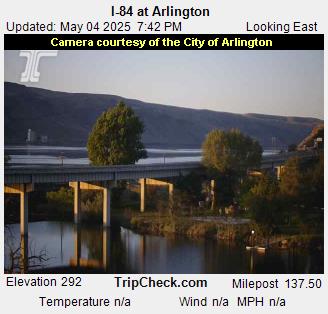 I-84 at Arlington
Updated: May 04 2025 7:42 PM Looking East
Camera courtesy of the City of Arlington
Elevation 292 TripCheck.com Milepost 137.50
Temperature n/a Wind n/a MPH n/a